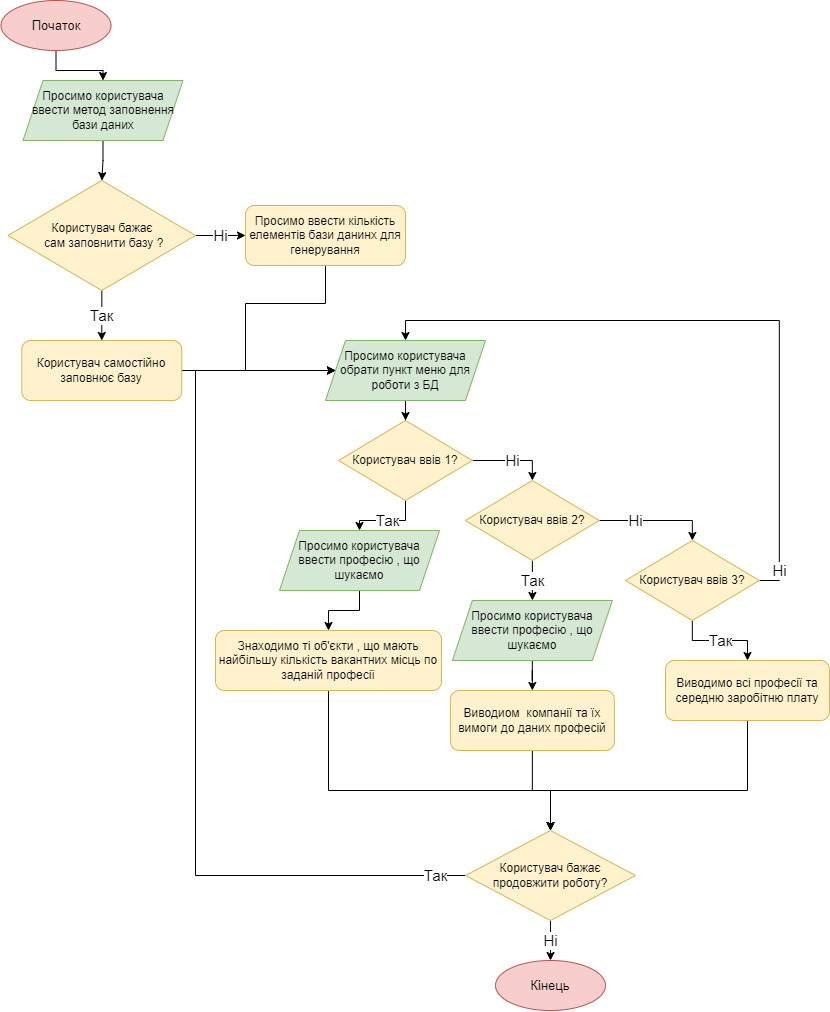 Початок
Просимо користувача
ввести метод заповнення
бази даних
Користувач бажає
сам заповнити базу ?
Ні
Просимо ввести кількість
елементів бази данинх для
генерування
Так
Користувач самостійно
заповнює базу
Просимо користувача
обрати пункт меню для
роботи з БД
Користувач ввів 1?
Ні
Так
Користувач ввів 2?
Ні
Просимо користувача
ввести професію , що
шукаємо
Так
Користувач ввів 3?
Ні
Просимо користувача
ввести професію , що
шукаємо
Так
Знаходимо ті об'єкти , що мають
найбільшу кількість вакантних місць по
заданій професії
Виводимо всі професії та
середню заробітню плату
Виводиом компанії та їх
вимоги до даних професій
Користувач бажає
продовжити роботу?
Так
Ні
Кінець